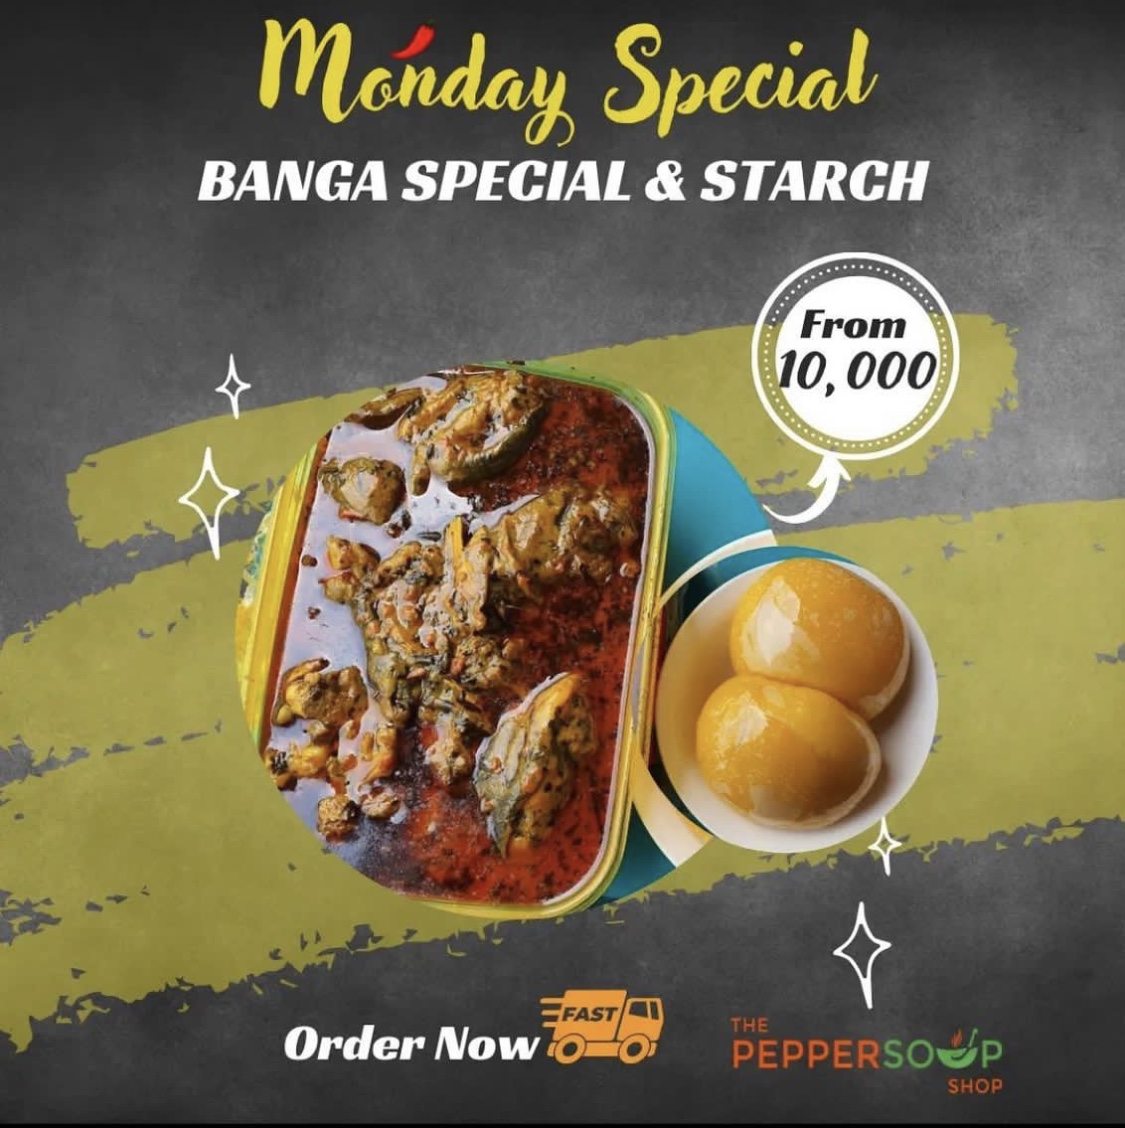 Monday Special
BANGA SPECIAL & STARCH
From
10, 000
Order Now
FAST
THE
PEPPERSOUP
SHOP